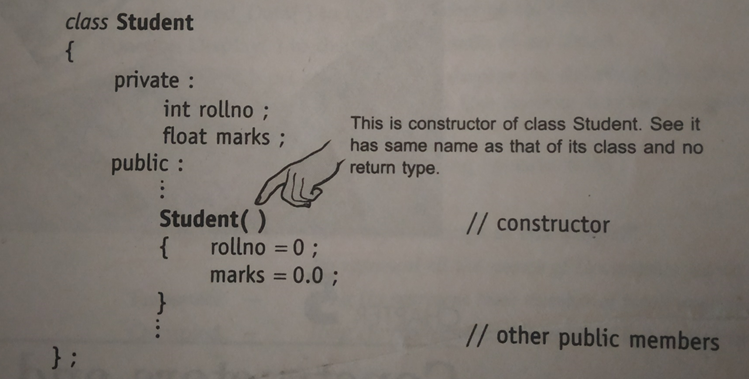 class Student
{
private :
int rollno ;
float marks ;
This is constructor of class Student. See it
has same name as that of its class and no
return type.
public :
⋮
Student( ) // constructor
{ rollno = 0 ;
marks = 0.0 ;
}
⋮ // other public members
} ;